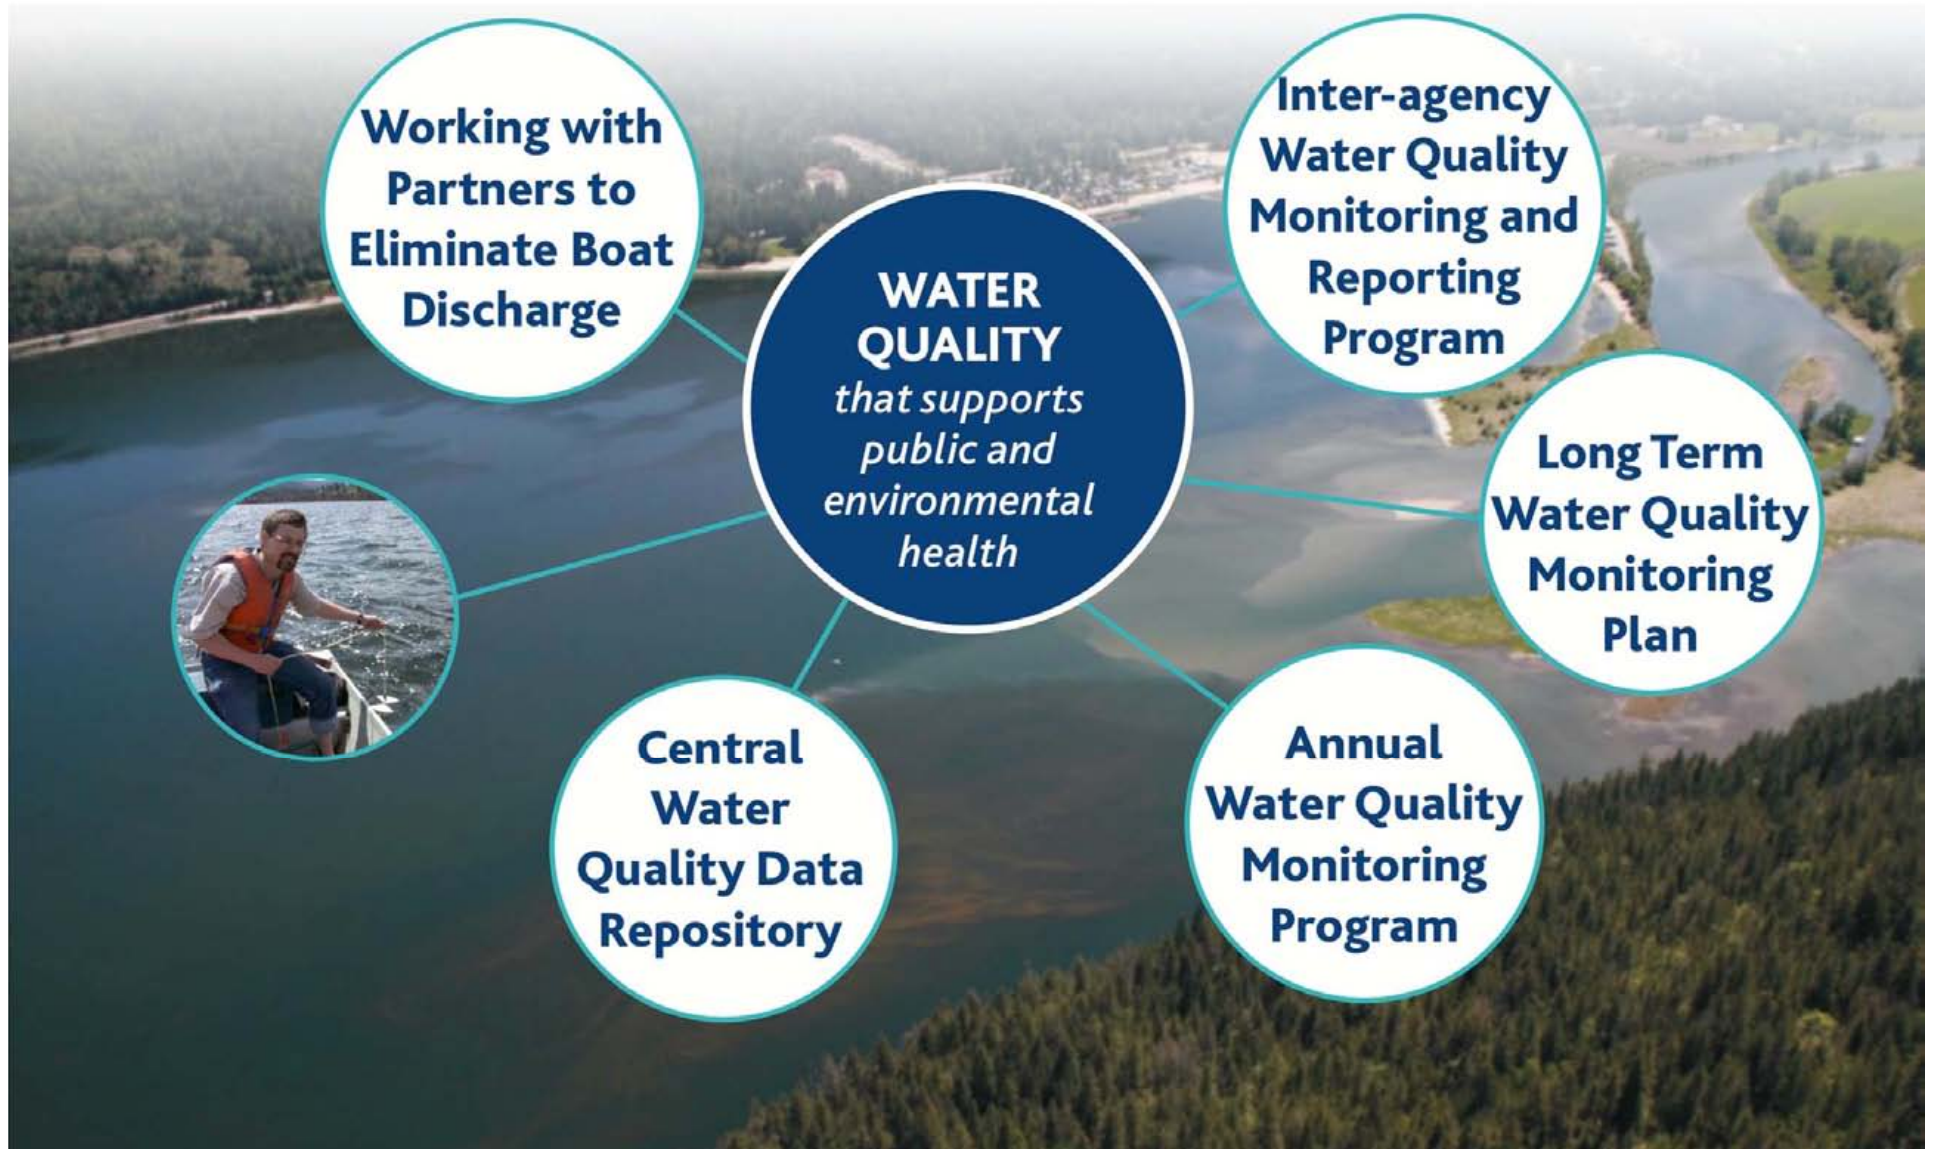 Working with
Partners to
Eliminate Boat
Discharge
Inter-agency
Water Quality
Monitoring and
Reporting
Program
WATER
QUALITY
that supports
public and
environmental
health
Long Term
Water Quality
Monitoring
Plan
Central
Water
Quality Data
Repository
Annual
Water Quality
Monitoring
Program